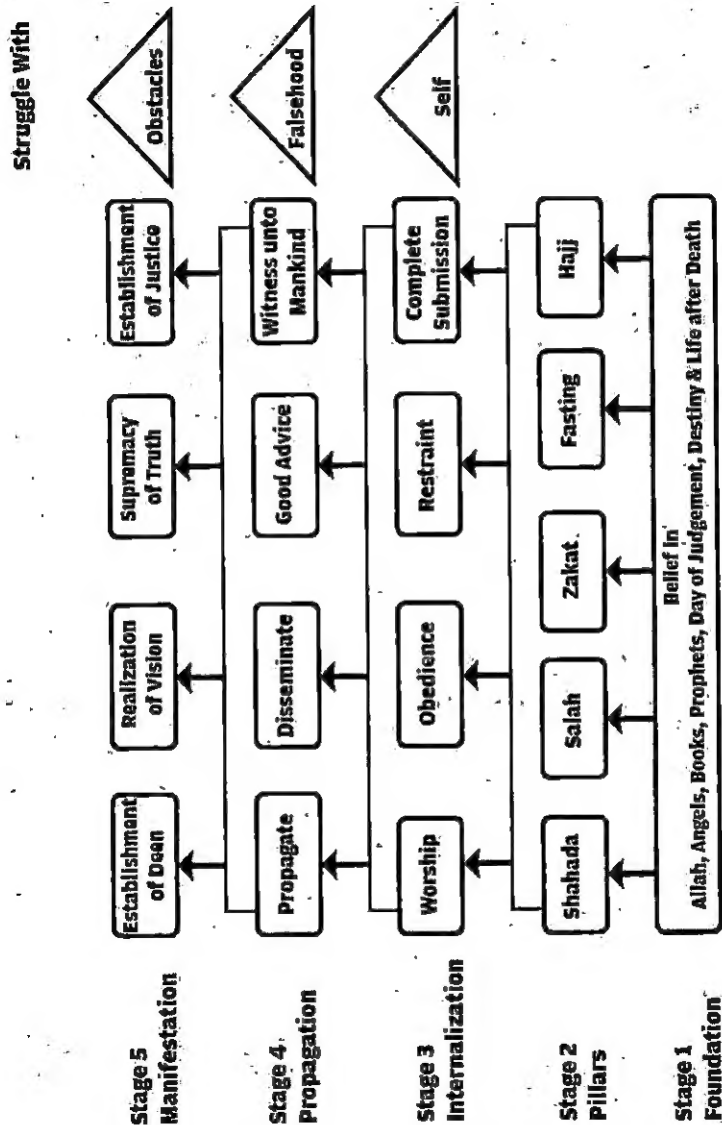 Struggle With
Stage 5
Manifestation
Establishment
of Deen
Realization
of Vision
Supremacy
of Truth
Establishment
of Justice
Obstacles
Stage 4
Propagation
Propagate
Disseminate
Good Advice
Witness unto
Mankind
Falsehood
Stage 3
Internalization
Worship
Obedience
Restraint
Complete
Submission
Self
Stage 2
Pillars
Shahada
Salah
Zakat
Fasting
Hajj
Stage 1
Foundation
Belief in
Allah, Angels, Books, Prophets, Day of Judgement, Destiny & Life after Death